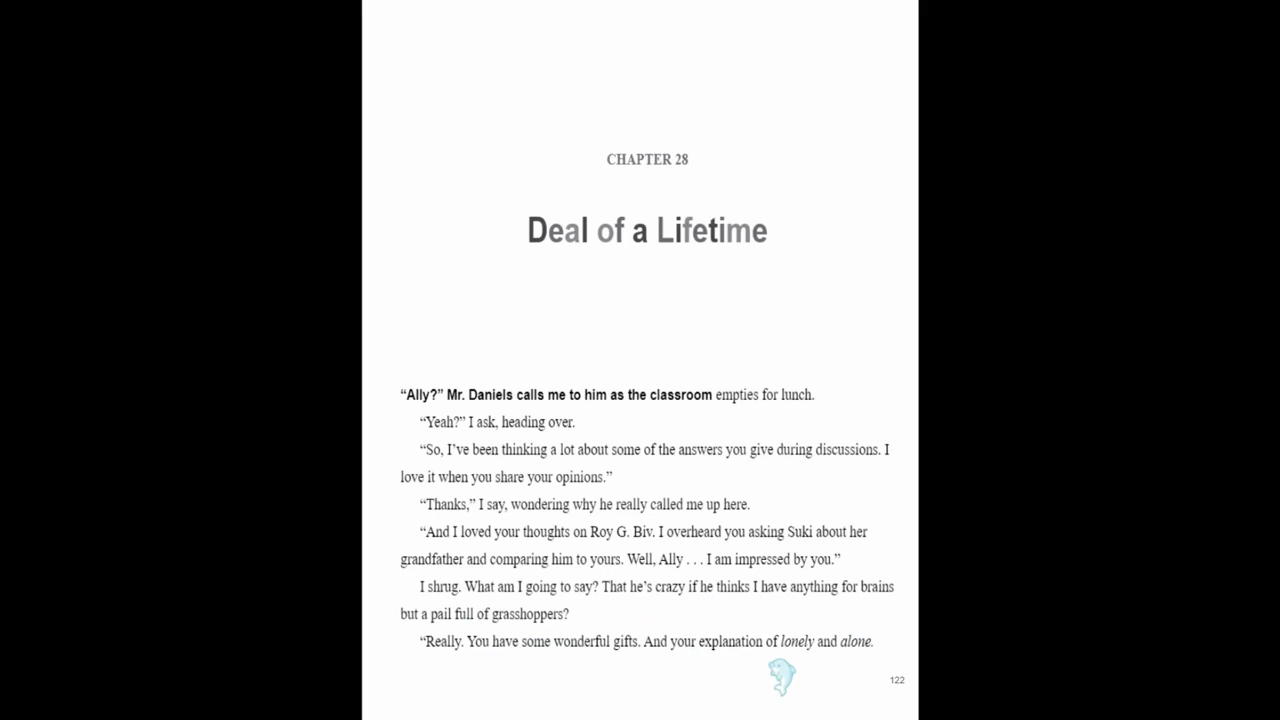 CHAPTER 28
Deal of a Lifetime
“Ally?” Mr. Daniels calls me to him as the classroom empties for lunch.
“Yeah?” I ask, heading over.
“So, I’ve been thinking a lot about some of the answers you give during discussions. I
love it when you share your opinions.”
“Thanks,” I say, wondering why he really called me up here.
“And I loved your thoughts on Roy G. Biv. I overheard you asking Suki about her
grandfather and comparing him to yours. Well, Ally . . . I am impressed by you.”
I shrug. What am I going to say? That he’s crazy if he thinks I have anything for brains
but a pail full of grasshoppers?
“Really. You have some wonderful gifts. And your explanation of lonely and alone.
122